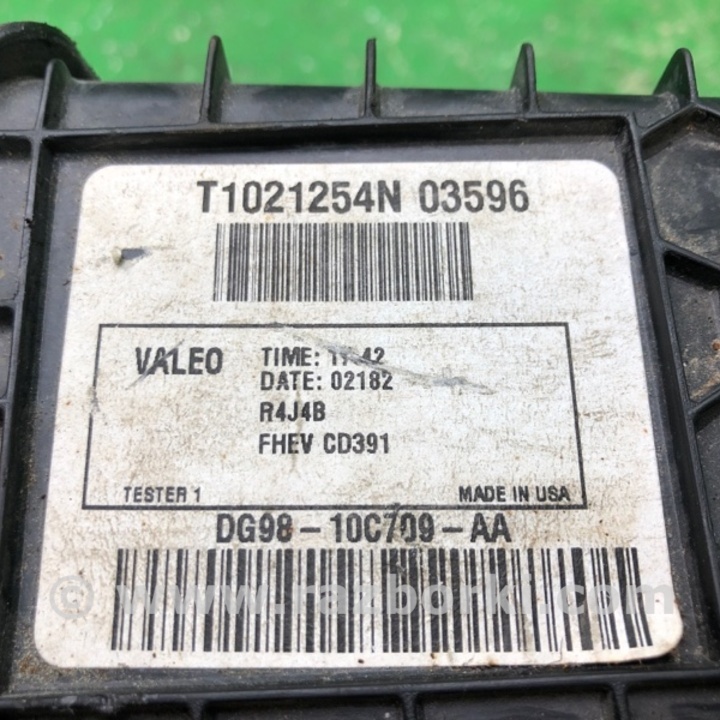 T1021254N 03596
VALEO
TIME: 42
DATE: 02182
R4J4B
FHEV CD391
TESTER 1
MADE IN USA
DG98-10C709-AA
© www.razborki.com